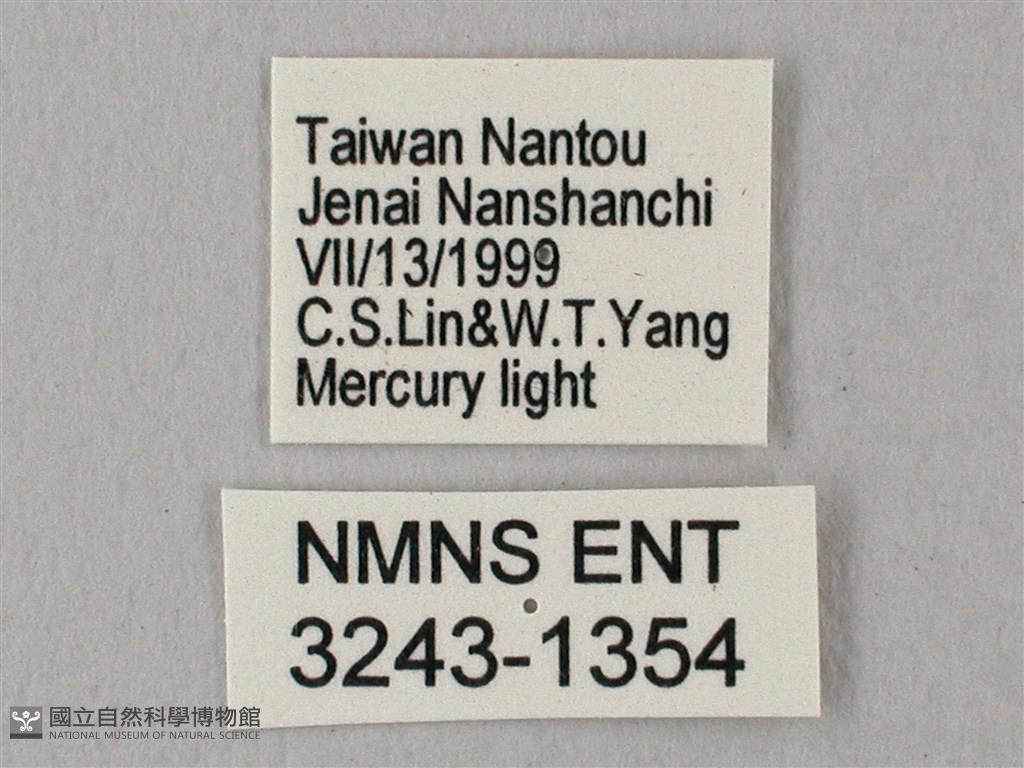 Taiwan Nantou
Jenai Nanshanchi
VII/13/1999
C.S.Lin&W.T.Yang
Mercury light
NMNS ENT
3243-1354
國立自然科學博物館
NATIONAL MUSEUM OF NATURAL SCIENCE